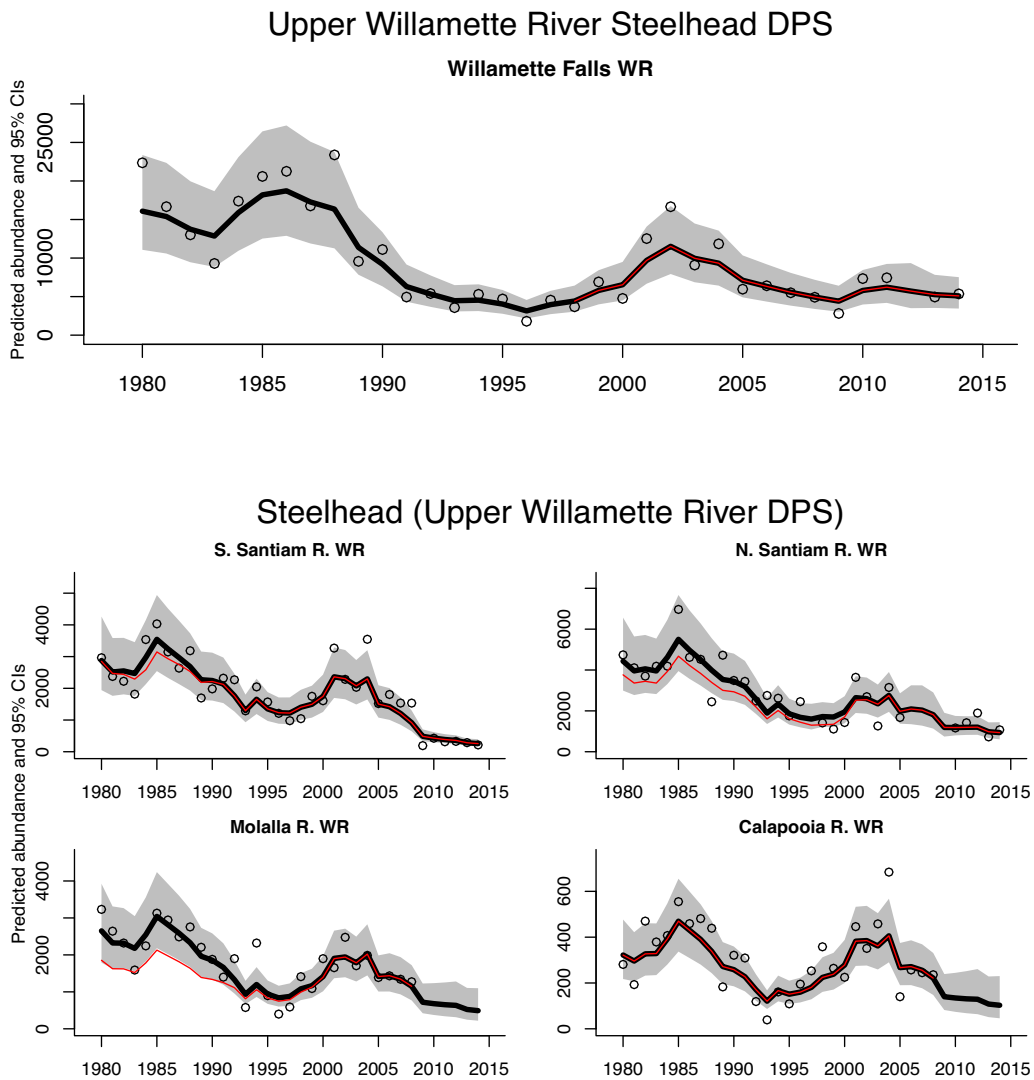 Upper Willamette River Steelhead DPS
Willamette Falls WR
Predicted abundance and 95% CIs
25000
10000
0
1980 1985 1990 1995 2000 2005 2010 2015
Steelhead (Upper Willamette River DPS)
S. Santiam R. WR
4000
2000
0
1980 1985 1990 1995 2000 2005 2010 2015
N. Santiam R. WR
6000
4000
2000
0
1980 1985 1990 1995 2000 2005 2010 2015
Predicted abundance and 95% CIs
Molalla R. WR
4000
2000
0
1980 1985 1990 1995 2000 2005 2010 2015
Calapooia R. WR
600
400
200
0
1980 1985 1990 1995 2000 2005 2010 2015